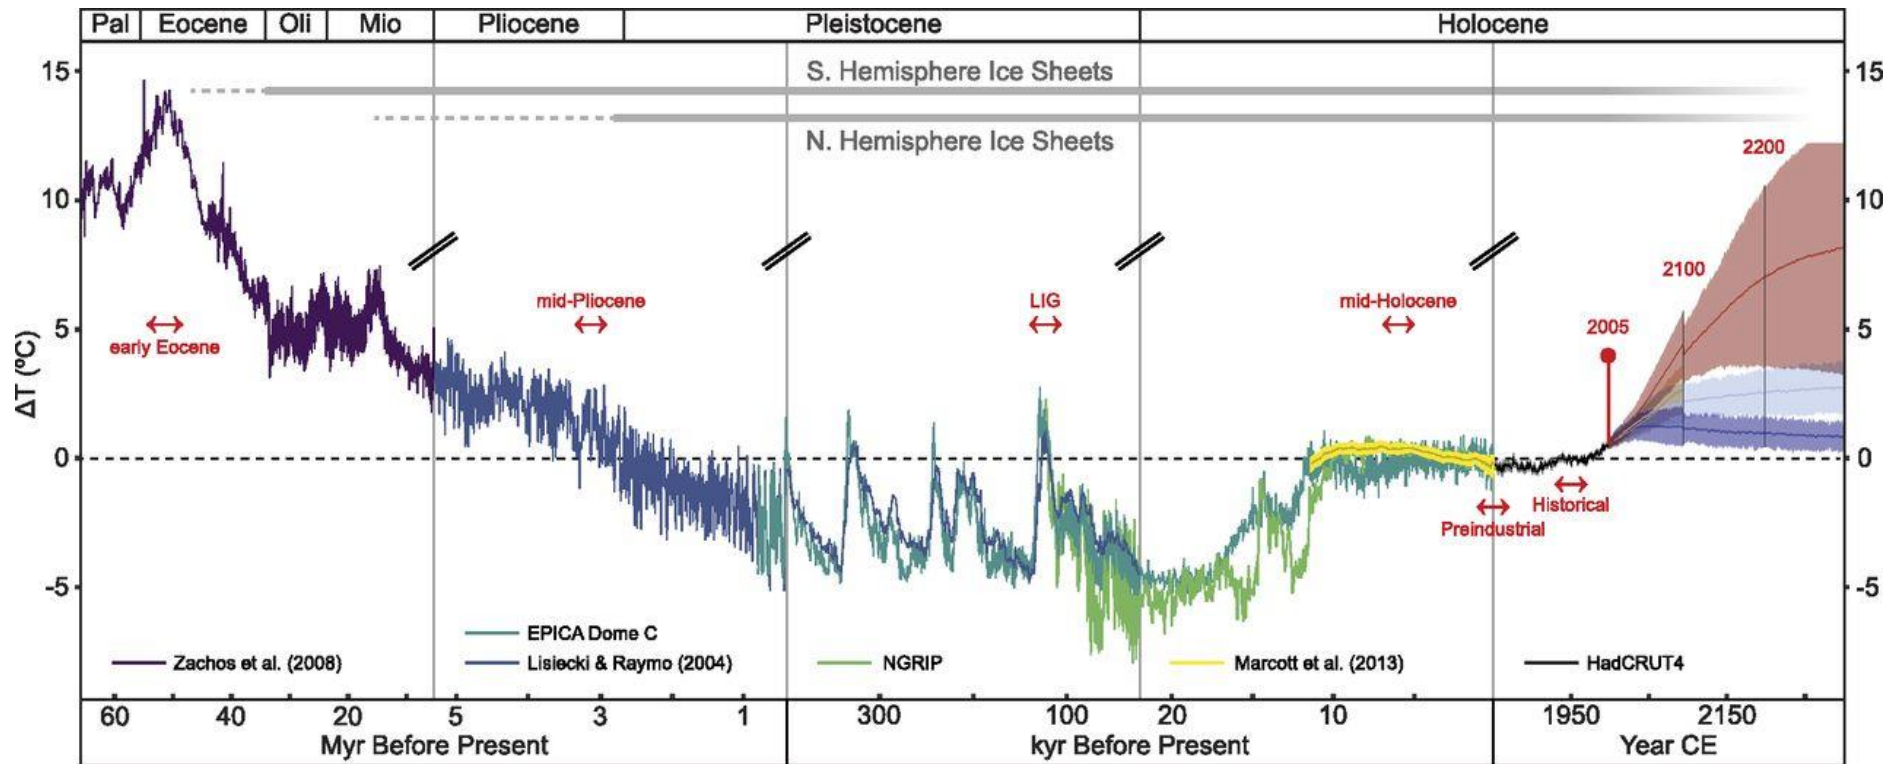 Pal Eocene Oli Mio Pliocene Pleistocene Holocene
15 S. Hemisphere Ice Sheets 15
N. Hemisphere Ice Sheets
2200
10 10
2100
mid-Pliocene LIG mid-Holocene
2005
5 5
early Eocene
ΔT (ºC)
0 0
Historical
Preindustrial
-5 -5
EPICA Dome C
Zachos et al. (2008) Lisiecki & Raymo (2004) NGRIP Marcott et al. (2013) HadCRUT4
60 40 20 5 3 1 300 100 20 10 1950 2150
Myr Before Present kyr Before Present Year CE